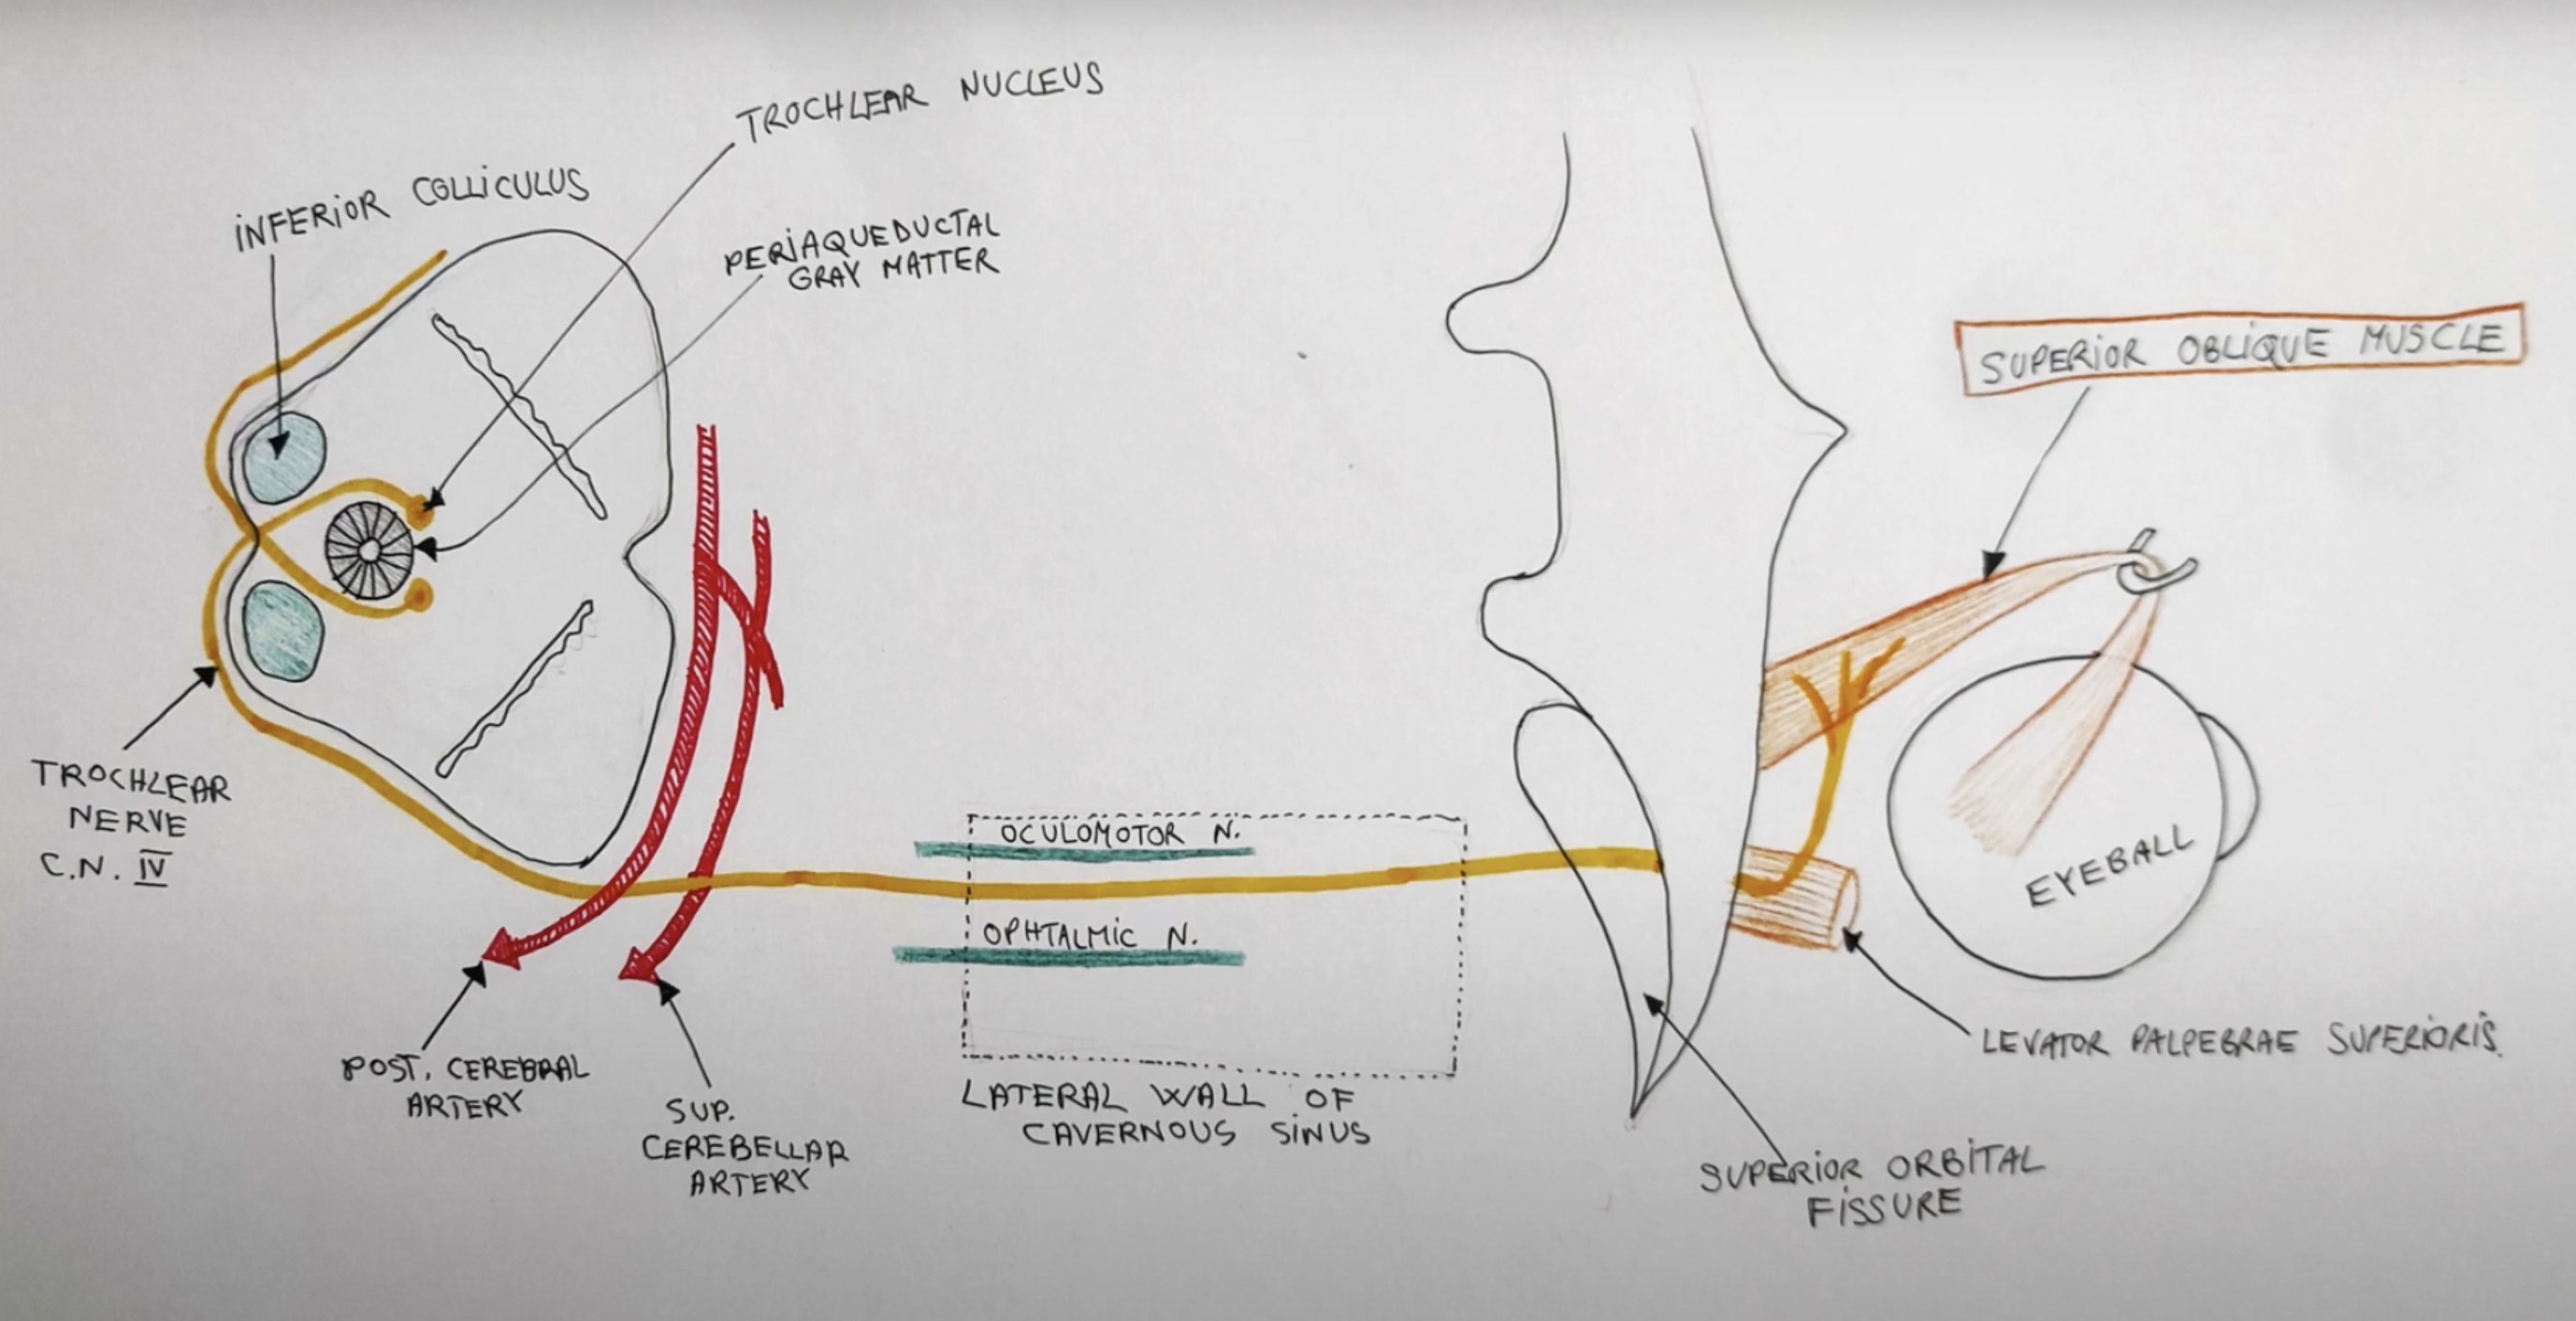 TROCHLEAR NUCLEUS
INFERIOR COLLICULUS
PERIAQUEDUCTAL
GRAY MATTER
SUPERIOR OBLIQUE MUSCLE
TROCHLEAR
NERVE
C.N. IV
OCULOMOTOR N.
OPHTALMIC N.
EYEBALL
LEVATOR PALPEBRAE SUPERIORIS.
POST. CEREBRAL
ARTERY
SUP.
CEREBELLAR
ARTERY
LATERAL WALL OF
CAVERNOUS SINUS
SUPERIOR ORBITAL
FISSURE